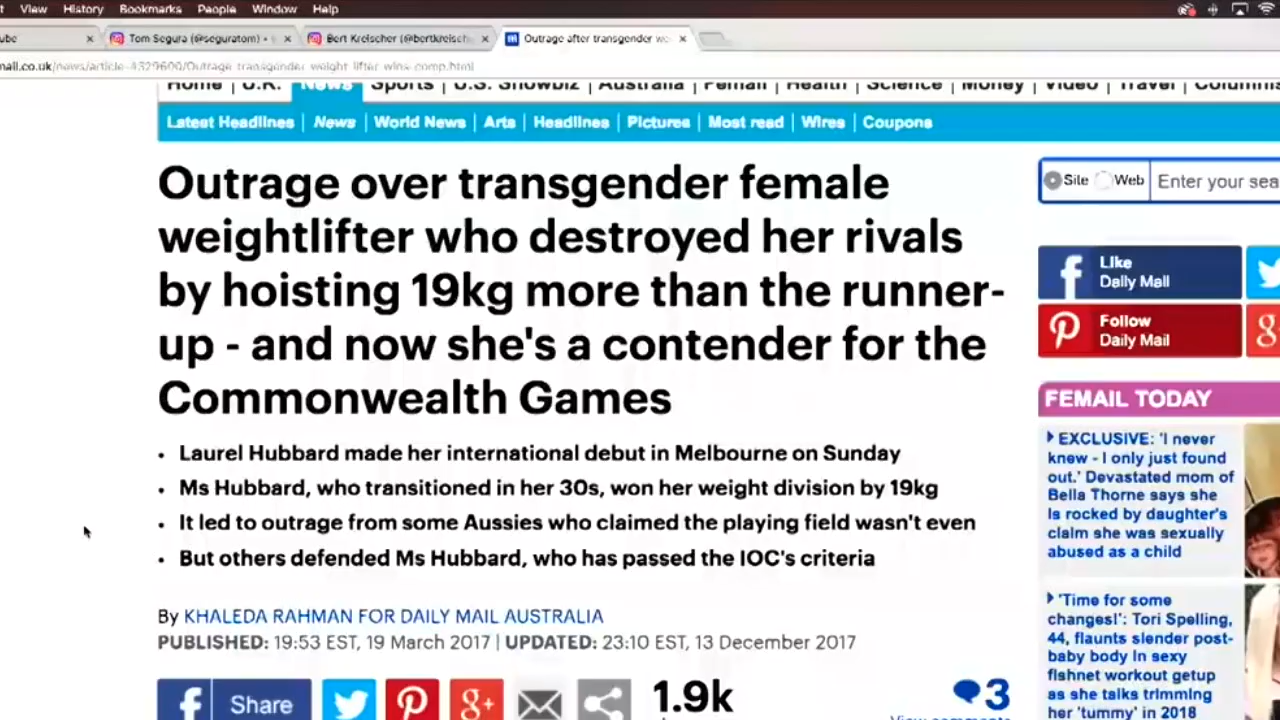 View History Bookmarks People Window Help
Tom Segura (@seguratom) •
Bert Kreischer (@bertkreisch
Outrage after transgender wo
Home | U.K. News Sports | U.S. Showbiz | Australia | Femail | Health | Science | Money | Video | Travel | Columnis
Latest Headlines | News | World News | Arts | Headlines | Pictures | Most read | Wires | Coupons
Outrage over transgender female
weightlifter who destroyed her rivals
by hoisting 19kg more than the runner-
up - and now she's a contender for the
Commonwealth Games
• Laurel Hubbard made her international debut in Melbourne on Sunday
• Ms Hubbard, who transitioned in her 30s, won her weight division by 19kg
• It led to outrage from some Aussies who claimed the playing field wasn't even
• But others defended Ms Hubbard, who has passed the IOC's criteria
By KHALEDA RAHMAN FOR DAILY MAIL AUSTRALIA
PUBLISHED: 19:53 EST, 19 March 2017 | UPDATED: 23:10 EST, 13 December 2017
Share
1.9k
3
View comments
Site Web Enter your sea
Like
Daily Mail
Follow
Daily Mail
FEMAIL TODAY
EXCLUSIVE: 'I never
knew - I only just found
out.' Devastated mom of
Bella Thorne says she
is rocked by daughter's
claim she was sexually
abused as a child
'Time for some
changes!': Tori Spelling,
44, flaunts slender post-
baby body in sexy
fishnet workout getup
as she talks trimming
her 'tummy' in 2018